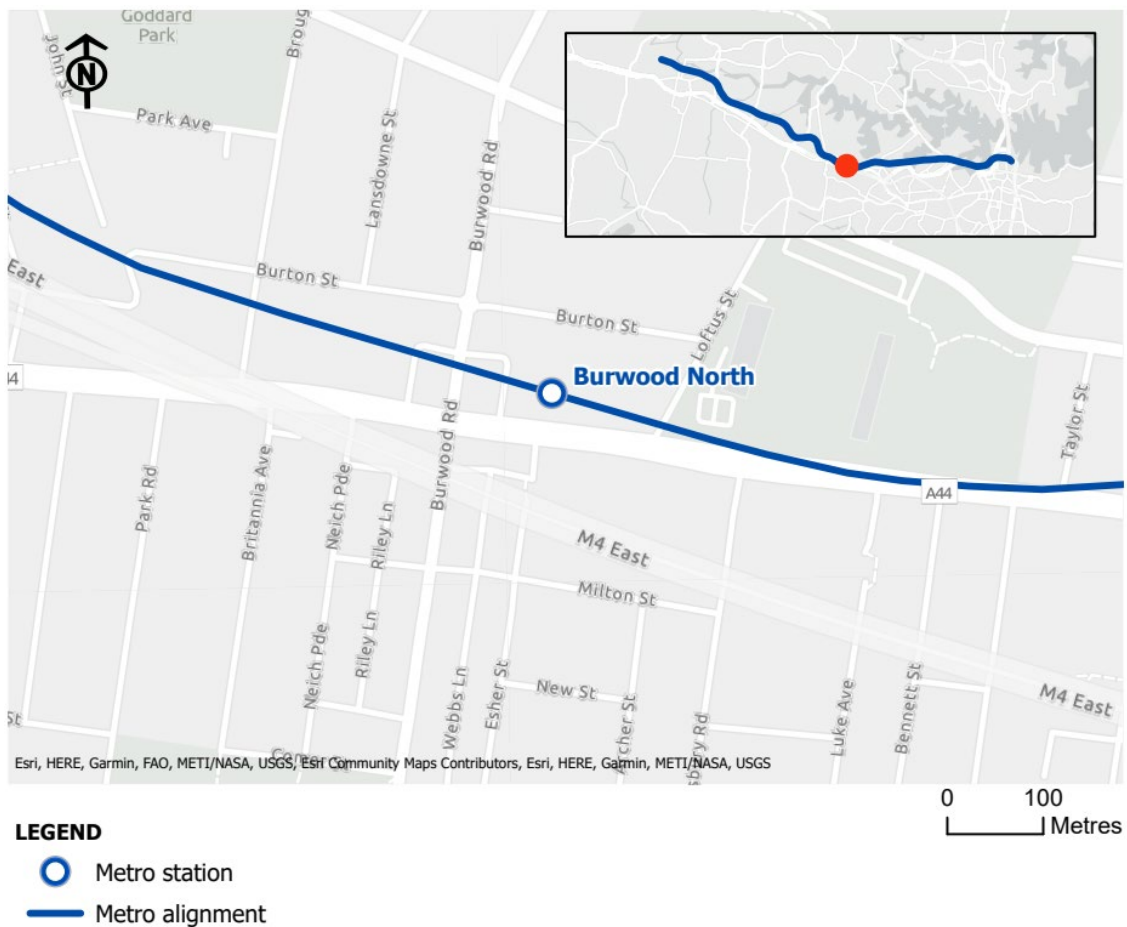 Goddard
Park
John St
Broug
N
Park Ave
Lansdowne St
Burwood Rd
East
Burton St
Burton St
Loftus St
Burwood North
Taylor St
Burwood Rd
A44
Park Rd
Britannia Ave
Neich Pde
Riley Ln
M4 East
Milton St
Neich Pde
Riley Ln
Webbs Ln
Esher St
New St
Archer St
sbury Rd
Luke Ave
Bennett St
M4 East
St
Esri, HERE, Garmin, FAO, METI/NASA, USGS, Esri Community Maps Contributors, Esri, HERE, Garmin, METI/NASA, USGS
0 100
Metres
LEGEND
Metro station
Metro alignment